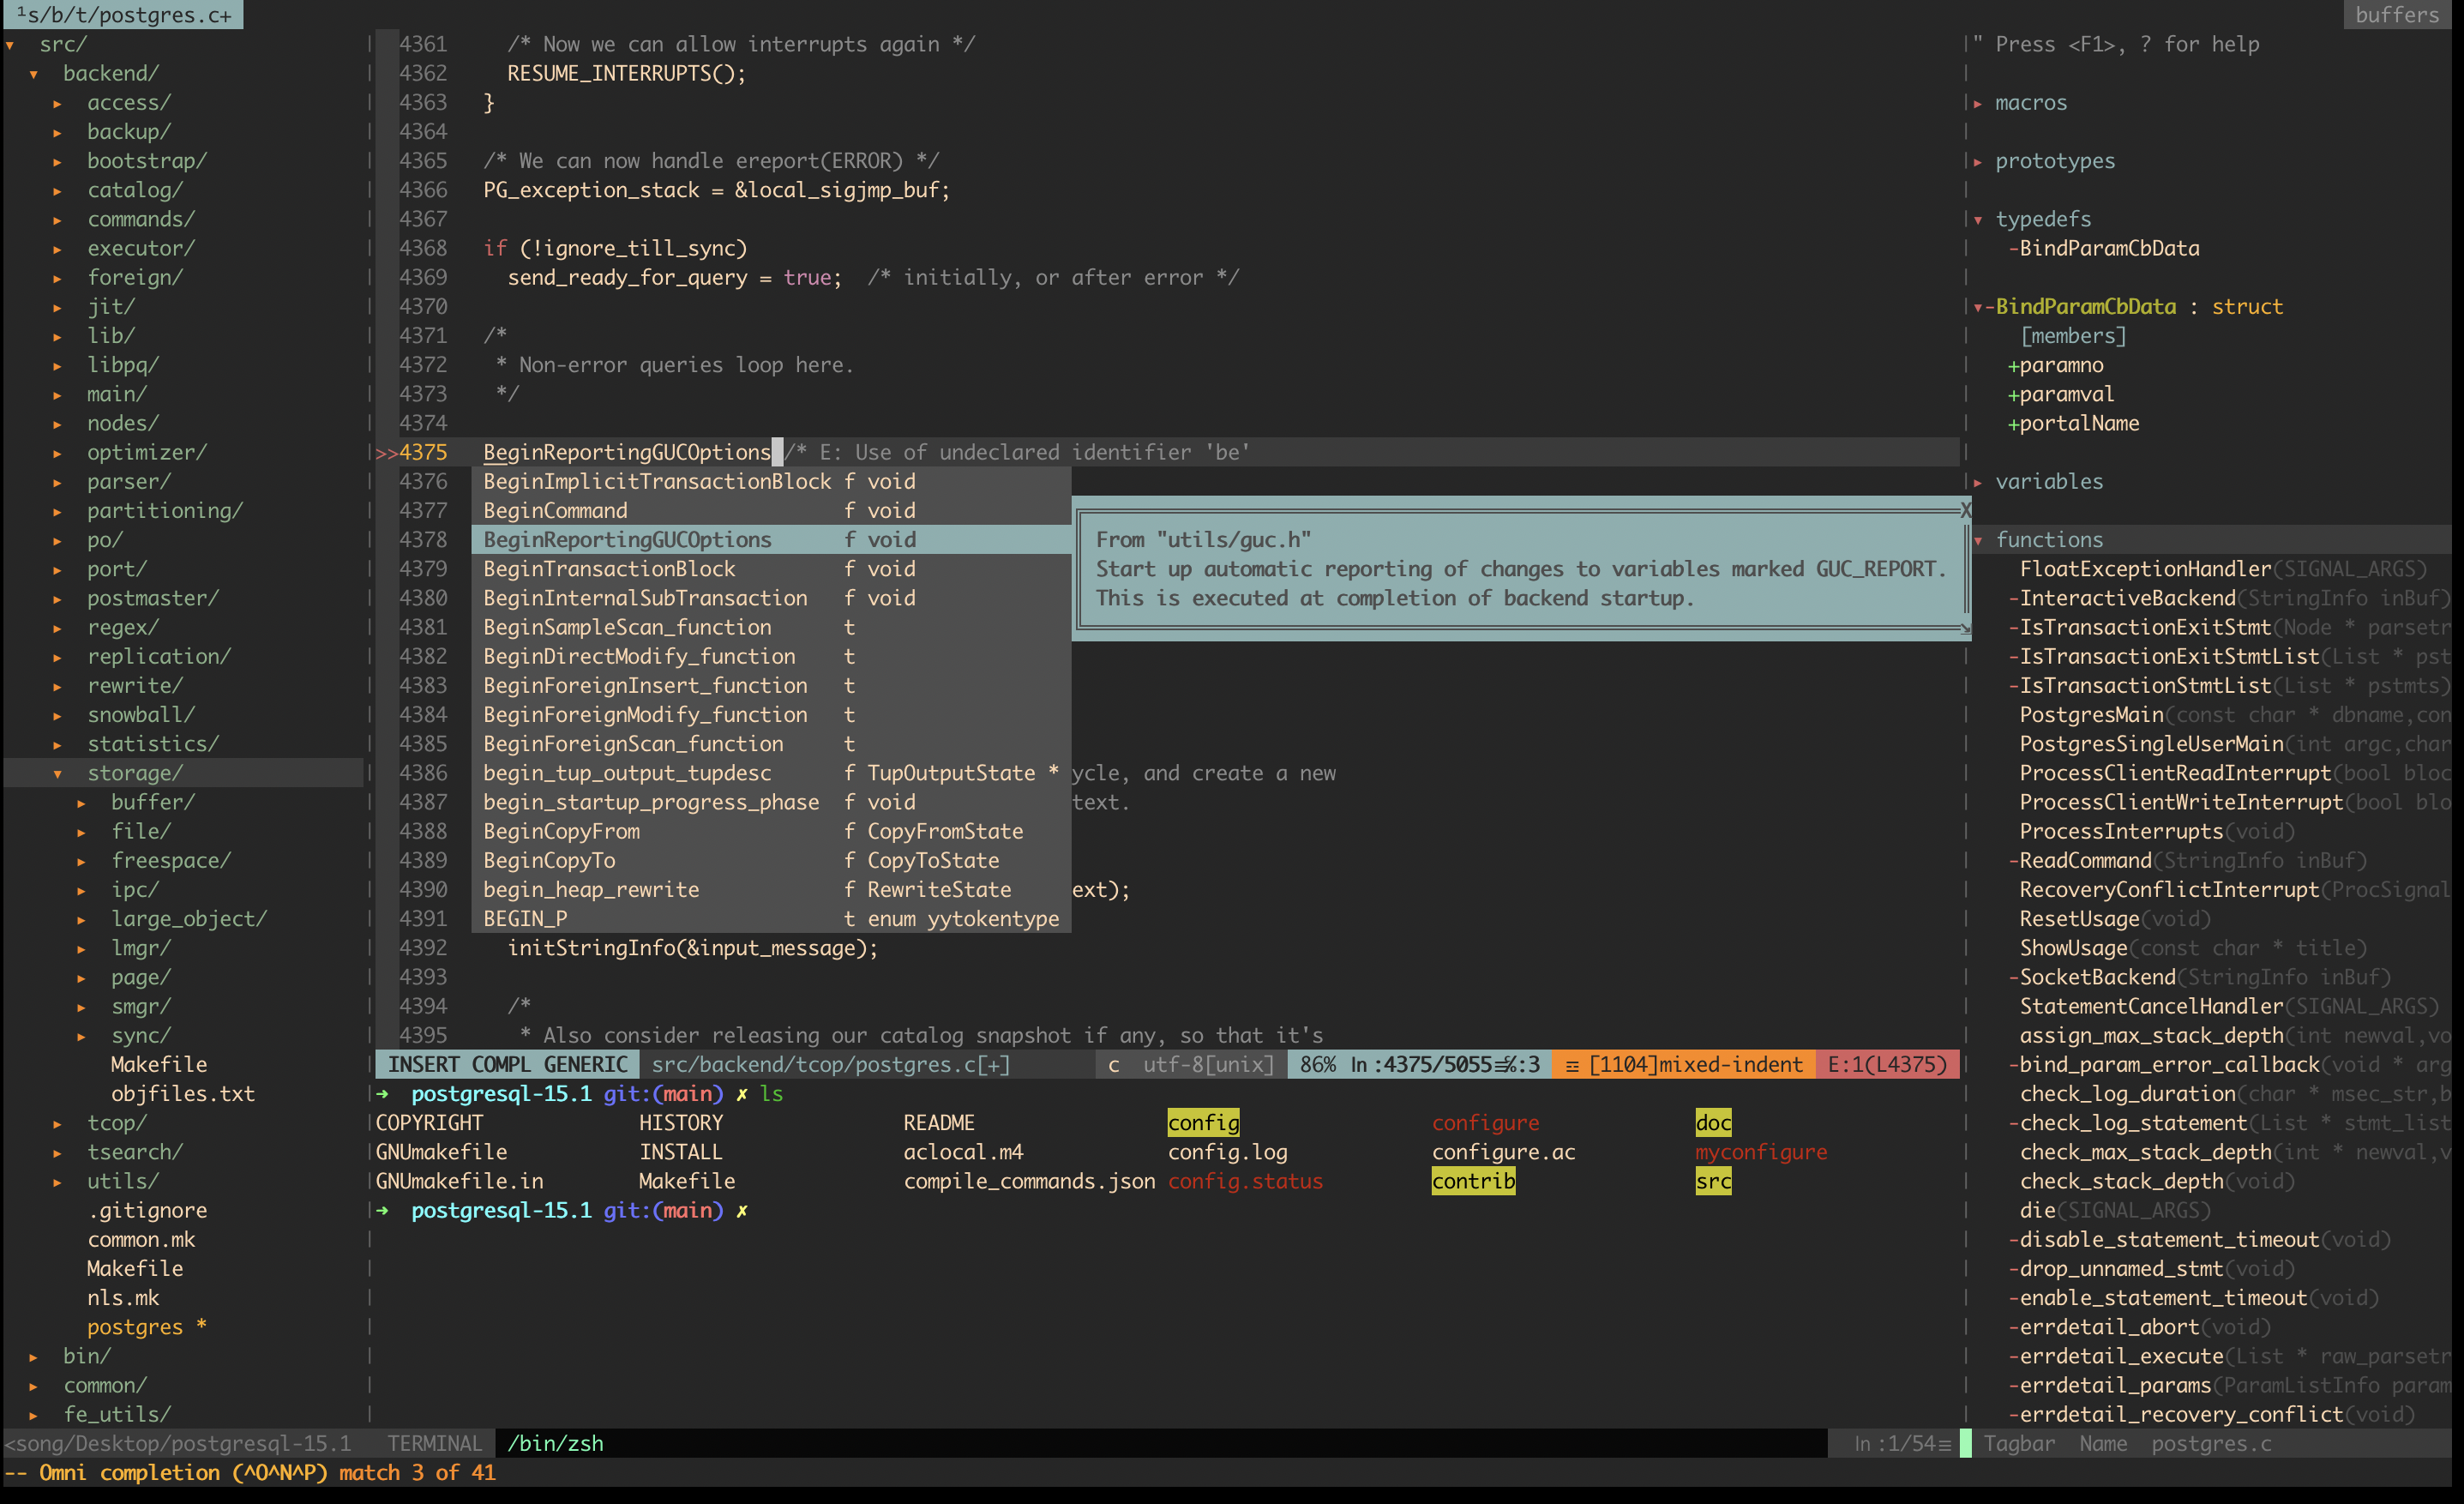 ¹s/b/t/postgres.c+
buffers
▾ src/
▾ backend/
▸ access/
▸ backup/
▸ bootstrap/
▸ catalog/
▸ commands/
▸ executor/
▸ foreign/
▸ jit/
▸ lib/
▸ libpq/
▸ main/
▸ nodes/
▸ optimizer/
▸ parser/
▸ partitioning/
▸ po/
▸ port/
▸ postmaster/
▸ regex/
▸ replication/
▸ rewrite/
▸ snowball/
▸ statistics/
▾ storage/
▸ buffer/
▸ file/
▸ freespace/
▸ ipc/
▸ large_object/
▸ lmgr/
▸ page/
▸ smgr/
▸ sync/
Makefile
objfiles.txt
▸ tcop/
▸ tsearch/
▸ utils/
.gitignore
common.mk
Makefile
nls.mk
postgres *
▸ bin/
▸ common/
▸ fe_utils/
4361 /* Now we can allow interrupts again */
4362 RESUME_INTERRUPTS();
4363 }
4364
4365 /* We can now handle ereport(ERROR) */
4366 PG_exception_stack = &local_sigjmp_buf;
4367
4368 if (!ignore_till_sync)
4369 send_ready_for_query = true; /* initially, or after error */
4370
4371 /*
4372 * Non-error queries loop here.
4373 */
4374
>>4375 BeginReportingGUCOptions /* E: Use of undeclared identifier 'be'
4376 BeginImplicitTransactionBlock f void
4377 BeginCommand f void
4378 BeginReportingGUCOptions f void
4379 BeginTransactionBlock f void
4380 BeginInternalSubTransaction f void
4381 BeginSampleScan_function t
4382 BeginDirectModify_function t
4383 BeginForeignInsert_function t
4384 BeginForeignModify_function t
4385 BeginForeignScan_function t
4386 begin_tup_output_tupdesc f TupOutputState * ycle, and create a new
4387 begin_startup_progress_phase f void text.
4388 BeginCopyFrom f CopyFromState
4389 BeginCopyTo f CopyToState
4390 begin_heap_rewrite f RewriteState ext);
4391 BEGIN_P t enum yytokentype
4392 initStringInfo(&input_message);
4393
4394 /*
4395 * Also consider releasing our catalog snapshot if any, so that it's
X
From "utils/guc.h"
Start up automatic reporting of changes to variables marked GUC_REPORT.
This is executed at completion of backend startup.
INSERT COMPL GENERIC src/backend/tcop/postgres.c[+] c utf-8[unix] 86% ln:4375/5055≡℅:3 ≡ [1104]mixed-indent E:1(L4375)
➜ postgresql-15.1 git:(main) ✗ ls
COPYRIGHT HISTORY README config configure doc
GNUmakefile INSTALL aclocal.m4 config.log configure.ac myconfigure
GNUmakefile.in Makefile compile_commands.json config.status contrib src
➜ postgresql-15.1 git:(main) ✗
" Press <F1>, ? for help
▸ macros
▸ prototypes
▾ typedefs
-BindParamCbData
▾-BindParamCbData : struct
[members]
+paramno
+paramval
+portalName
▸ variables
▾ functions
FloatExceptionHandler(SIGNAL_ARGS)
-InteractiveBackend(StringInfo inBuf)
-IsTransactionExitStmt(Node * parsetr
-IsTransactionExitStmtList(List * pst
-IsTransactionStmtList(List * pstmts)
PostgresMain(const char * dbname,con
PostgresSingleUserMain(int argc,char
ProcessClientReadInterrupt(bool bloc
ProcessClientWriteInterrupt(bool blo
ProcessInterrupts(void)
-ReadCommand(StringInfo inBuf)
RecoveryConflictInterrupt(ProcSignal
ResetUsage(void)
ShowUsage(const char * title)
-SocketBackend(StringInfo inBuf)
StatementCancelHandler(SIGNAL_ARGS)
assign_max_stack_depth(int newval,vo
-bind_param_error_callback(void * arg
check_log_duration(char * msec_str,b
-check_log_statement(List * stmt_list
check_max_stack_depth(int * newval,v
check_stack_depth(void)
die(SIGNAL_ARGS)
-disable_statement_timeout(void)
-drop_unnamed_stmt(void)
-enable_statement_timeout(void)
-errdetail_abort(void)
-errdetail_execute(List * raw_parsetr
-errdetail_params(ParamListInfo param
-errdetail_recovery_conflict(void)
<song/Desktop/postgresql-15.1 TERMINAL /bin/zsh ln:1/54≡ Tagbar Name postgres.c
-- Omni completion (^O^N^P) match 3 of 41